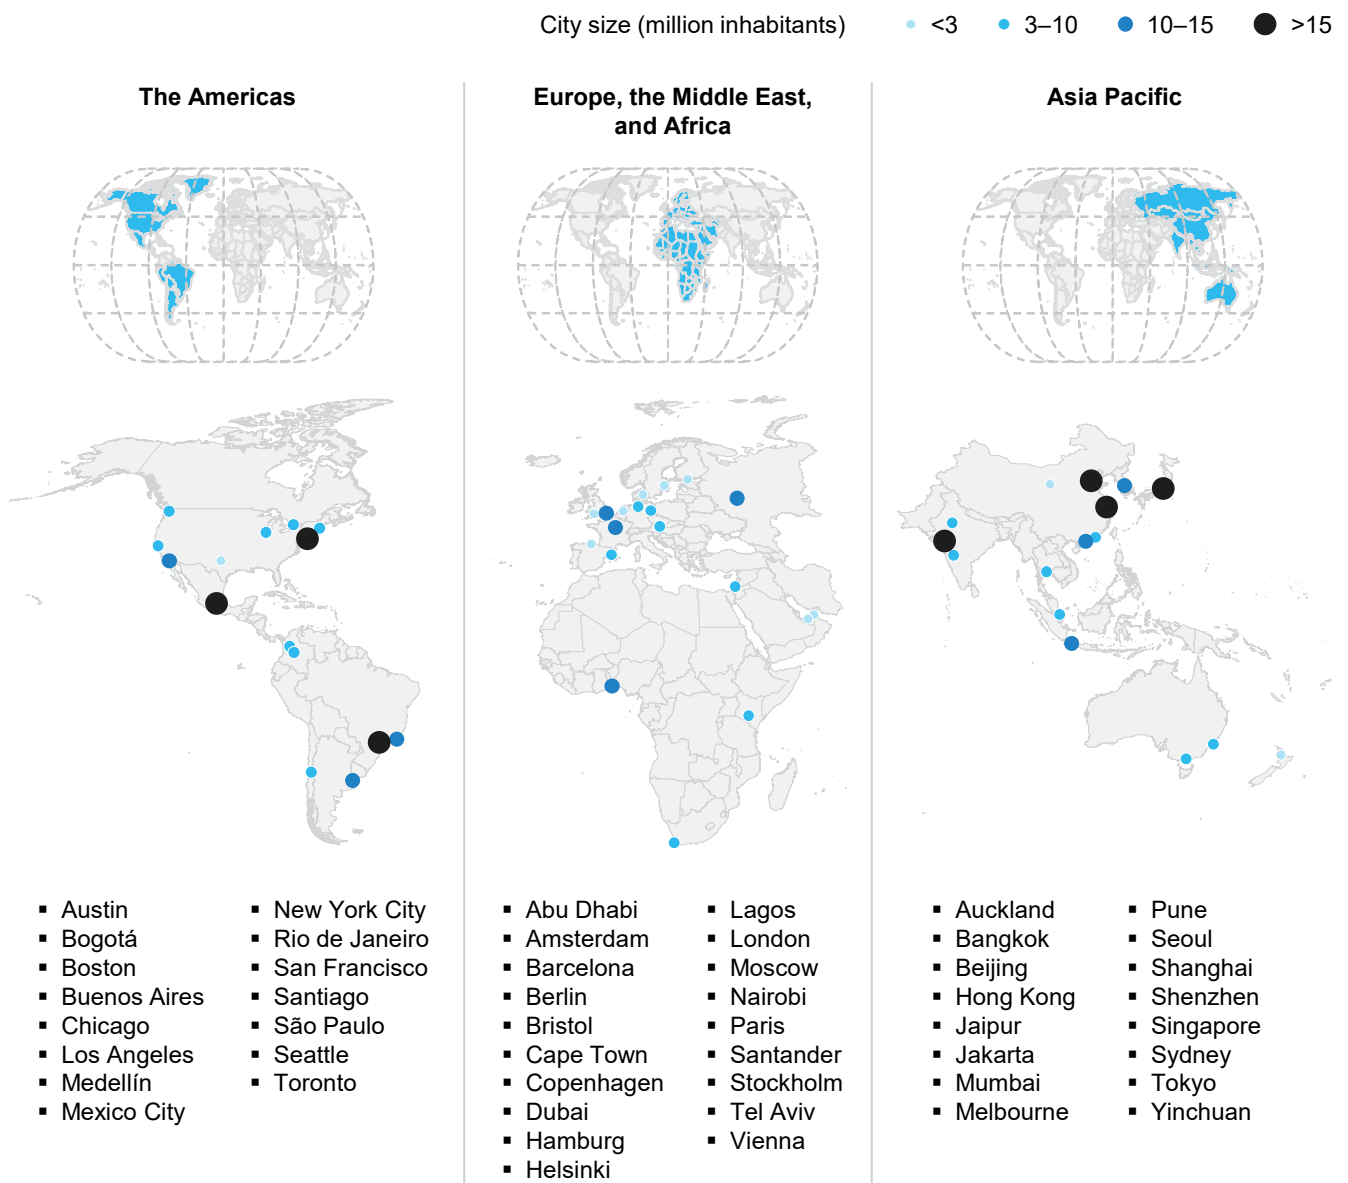 City size (million inhabitants) <3 3–10 10–15 >15
The Americas
Europe, the Middle East,
and Africa
Asia Pacific
▪ Austin
▪ Bogotá
▪ Boston
▪ Buenos Aires
▪ Chicago
▪ Los Angeles
▪ Medellín
▪ Mexico City
▪ New York City
▪ Rio de Janeiro
▪ San Francisco
▪ Santiago
▪ São Paulo
▪ Seattle
▪ Toronto
▪ Abu Dhabi
▪ Amsterdam
▪ Barcelona
▪ Berlin
▪ Bristol
▪ Cape Town
▪ Copenhagen
▪ Dubai
▪ Hamburg
▪ Helsinki
▪ Lagos
▪ London
▪ Moscow
▪ Nairobi
▪ Paris
▪ Santander
▪ Stockholm
▪ Tel Aviv
▪ Vienna
▪ Auckland
▪ Bangkok
▪ Beijing
▪ Hong Kong
▪ Jaipur
▪ Jakarta
▪ Mumbai
▪ Melbourne
▪ Pune
▪ Seoul
▪ Shanghai
▪ Shenzhen
▪ Singapore
▪ Sydney
▪ Tokyo
▪ Yinchuan